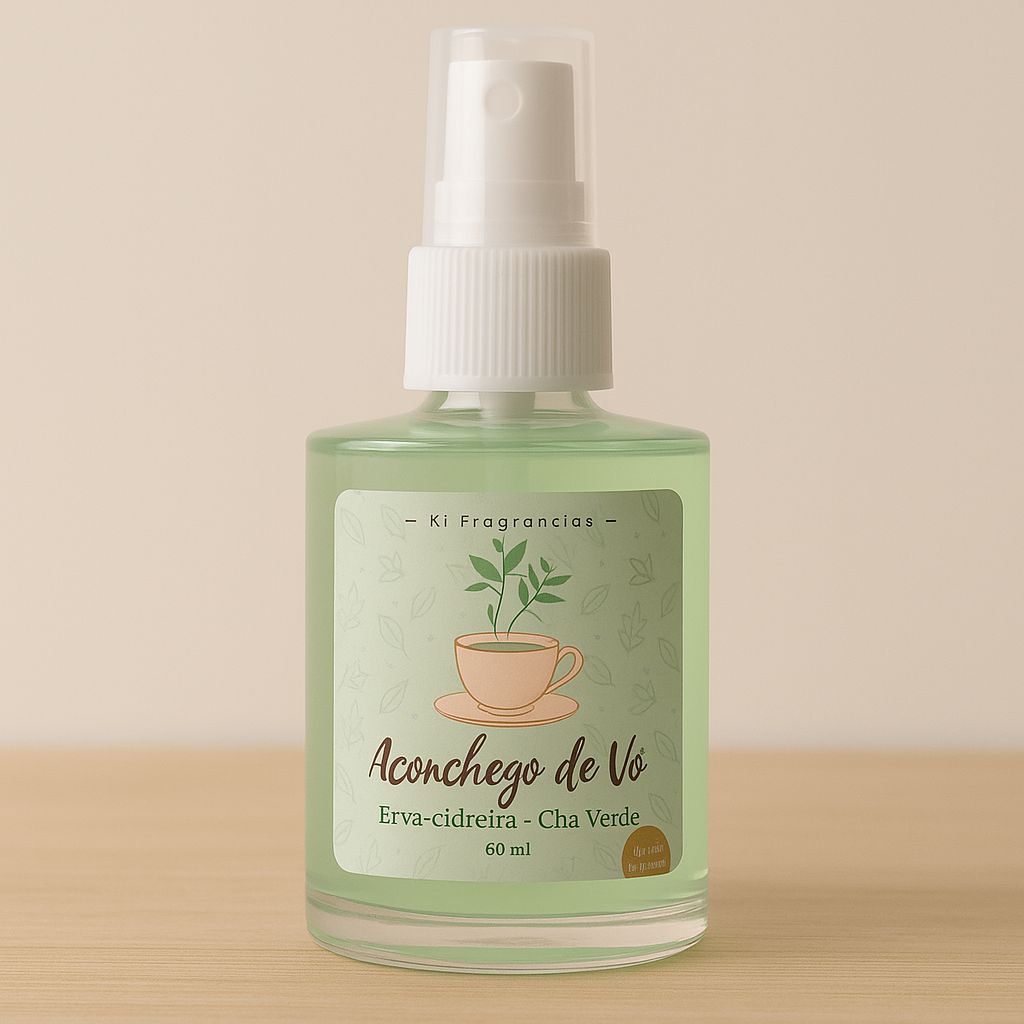 – Ki Fragrancias –
Aconchego de Vo
Erva-cidreira - Cha Verde
60 ml